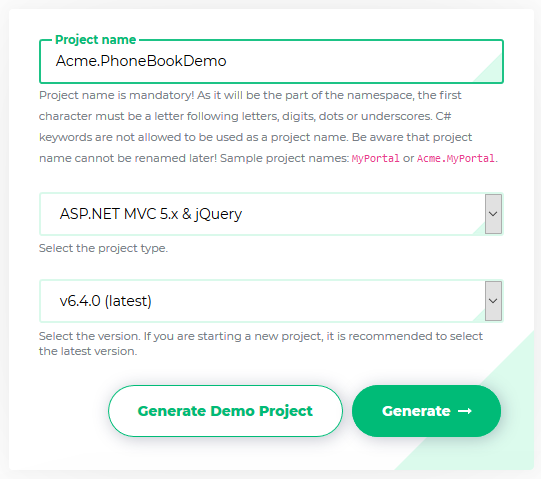 Project name
Acme.PhoneBookDemo
Project name is mandatory! As it will be the part of the namespace, the first
character must be a letter following letters, digits, dots or underscores. C#
keywords are not allowed to be used as a project name. Be aware that project
name cannot be renamed later! Sample project names: MyPortal or Acme.MyPortal.
ASP.NET MVC 5.x & jQuery
Select the project type.
v6.4.0 (latest)
Select the version. If you are starting a new project, it is recommended to select
the latest version.
Generate Demo Project
Generate →